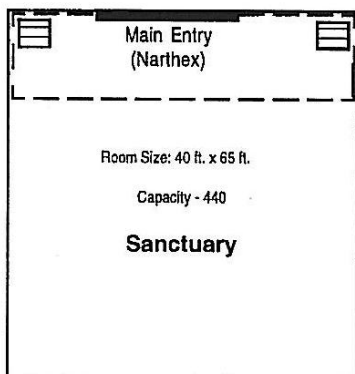 Main Entry
(Narthex)
Room Size: 40 ft. x 65 ft.
Capacity - 440
Sanctuary